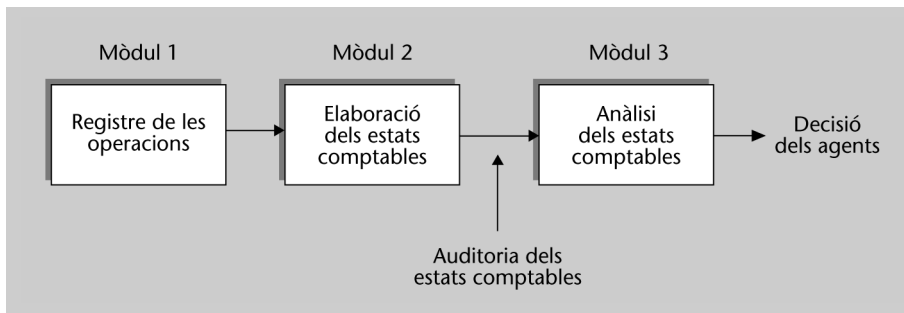 Mòdul 1
Mòdul 2
Mòdul 3
Registre de les
operacions
Elaboració
dels estats
comptables
Anàlisi
dels estats
comptables
Decisió
dels agents
Auditoria dels
estats comptables